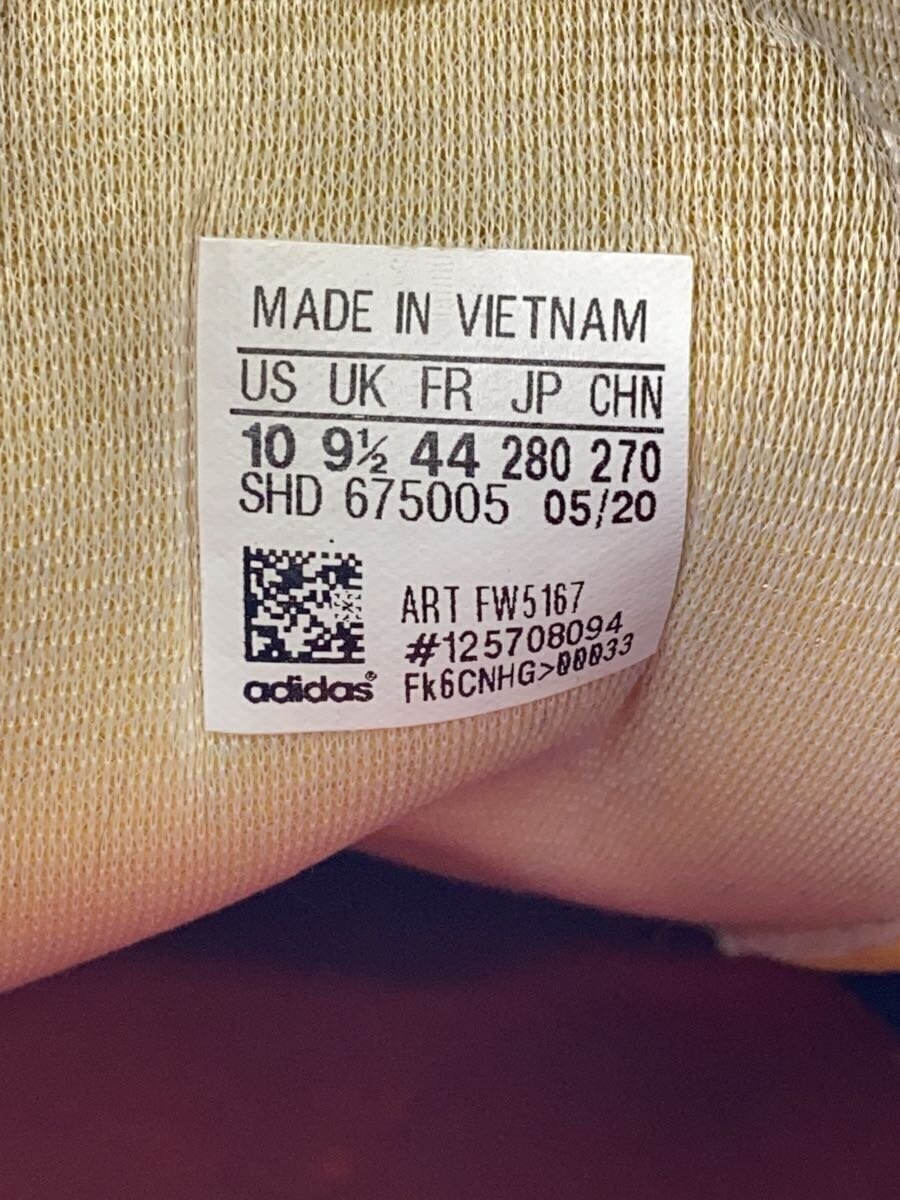 MADE IN VIETNAM
US UK FR JP CHN
10 9½ 44 280 270
SHD 675005 05/20
ART FW5167
#125708094
adidas® Fk6CNHG>00033